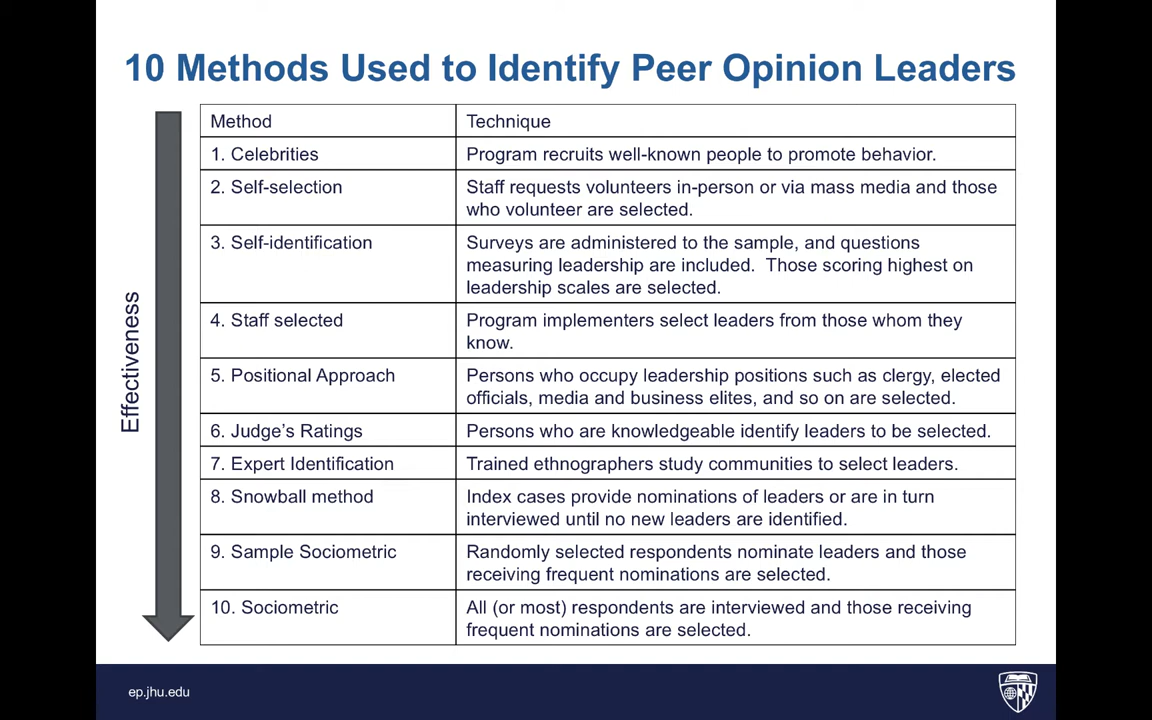 10 Methods Used to Identify Peer Opinion Leaders
Effectiveness
Method
Technique
1. Celebrities
Program recruits well-known people to promote behavior.
2. Self-selection
Staff requests volunteers in-person or via mass media and those
who volunteer are selected.
3. Self-identification
Surveys are administered to the sample, and questions
measuring leadership are included.  Those scoring highest on
leadership scales are selected.
4. Staff selected
Program implementers select leaders from those whom they
know.
5. Positional Approach
Persons who occupy leadership positions such as clergy, elected
officials, media and business elites, and so on are selected.
6. Judge’s Ratings
Persons who are knowledgeable identify leaders to be selected.
7. Expert Identification
Trained ethnographers study communities to select leaders.
8. Snowball method
Index cases provide nominations of leaders or are in turn
interviewed until no new leaders are identified.
9. Sample Sociometric
Randomly selected respondents nominate leaders and those
receiving frequent nominations are selected.
10. Sociometric
All (or most) respondents are interviewed and those receiving
frequent nominations are selected.
ep.jhu.edu